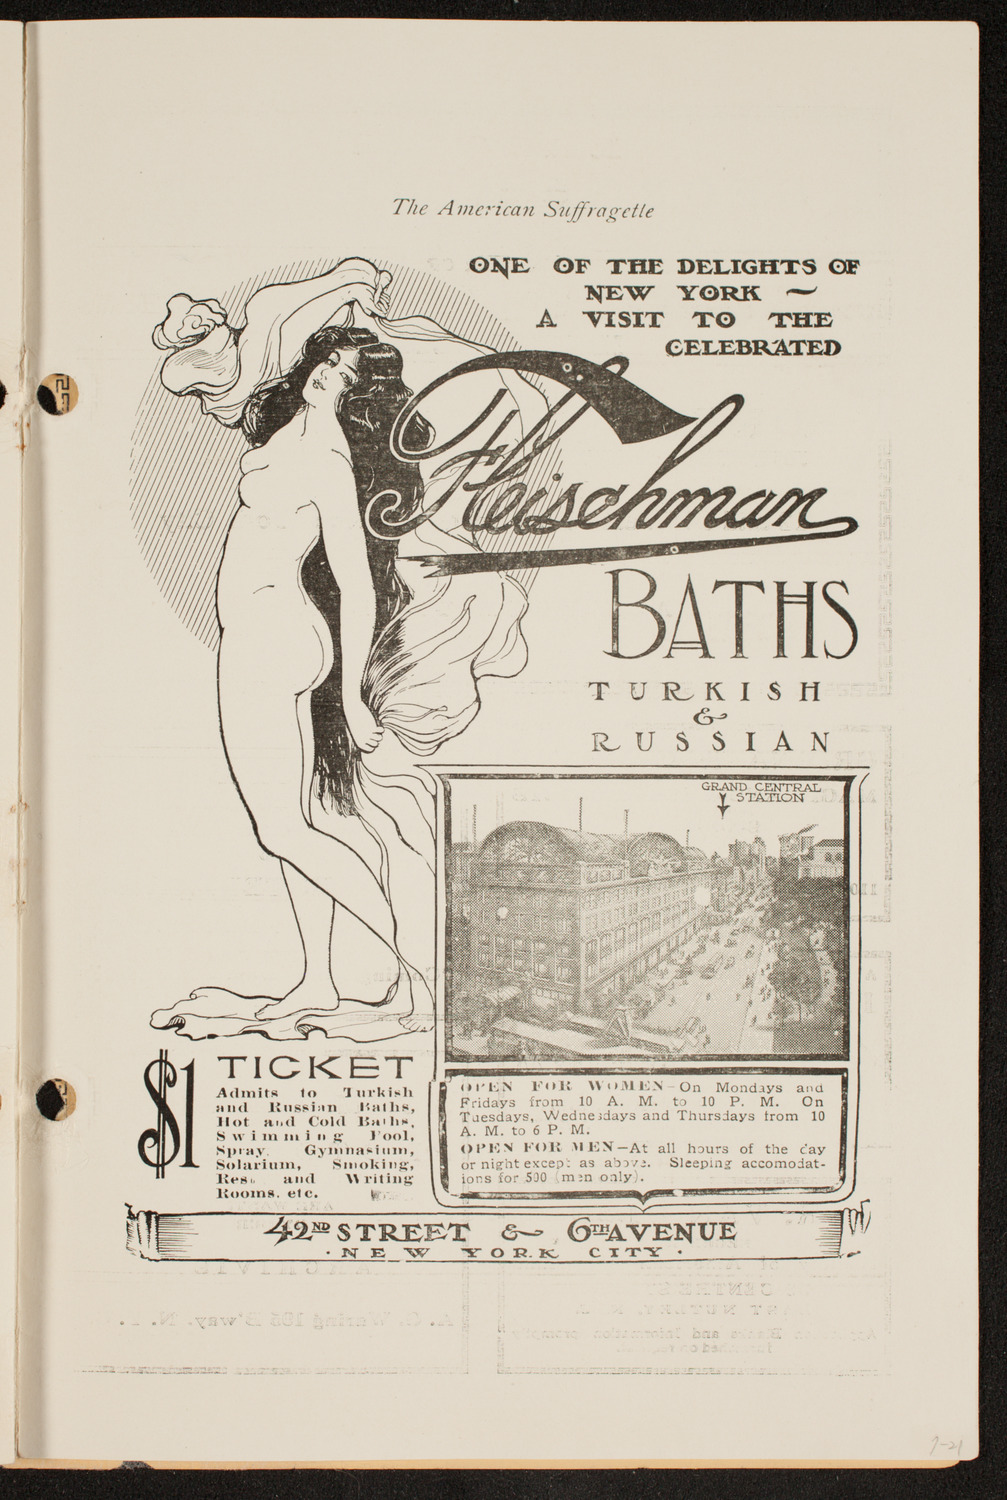 The American Suffragette
ONE OF THE DELIGHTS OF
NEW YORK ~
A VISIT TO THE
CELEBRATED
Fleischman
BATHS
TURKISH
&
RUSSIAN
GRAND CENTRAL
STATION
$1 TICKET
Admits to Turkish
and Russian Baths,
Hot and Cold Baths,
Swimming Pool,
Spray, Gymnasium,
Solarium, Smoking,
Rest and Writing
Rooms, etc.
OPEN FOR WOMEN—On Mondays and
Fridays from 10 A. M. to 10 P. M. On
Tuesdays, Wednesdays and Thursdays from 10
A. M. to 6 P. M.
OPEN FOR MEN—At all hours of the day
or night except as above. Sleeping accomodat-
ions for 500 (men only).
42ND STREET & 6TH AVENUE
· NEW YORK CITY ·
7-21